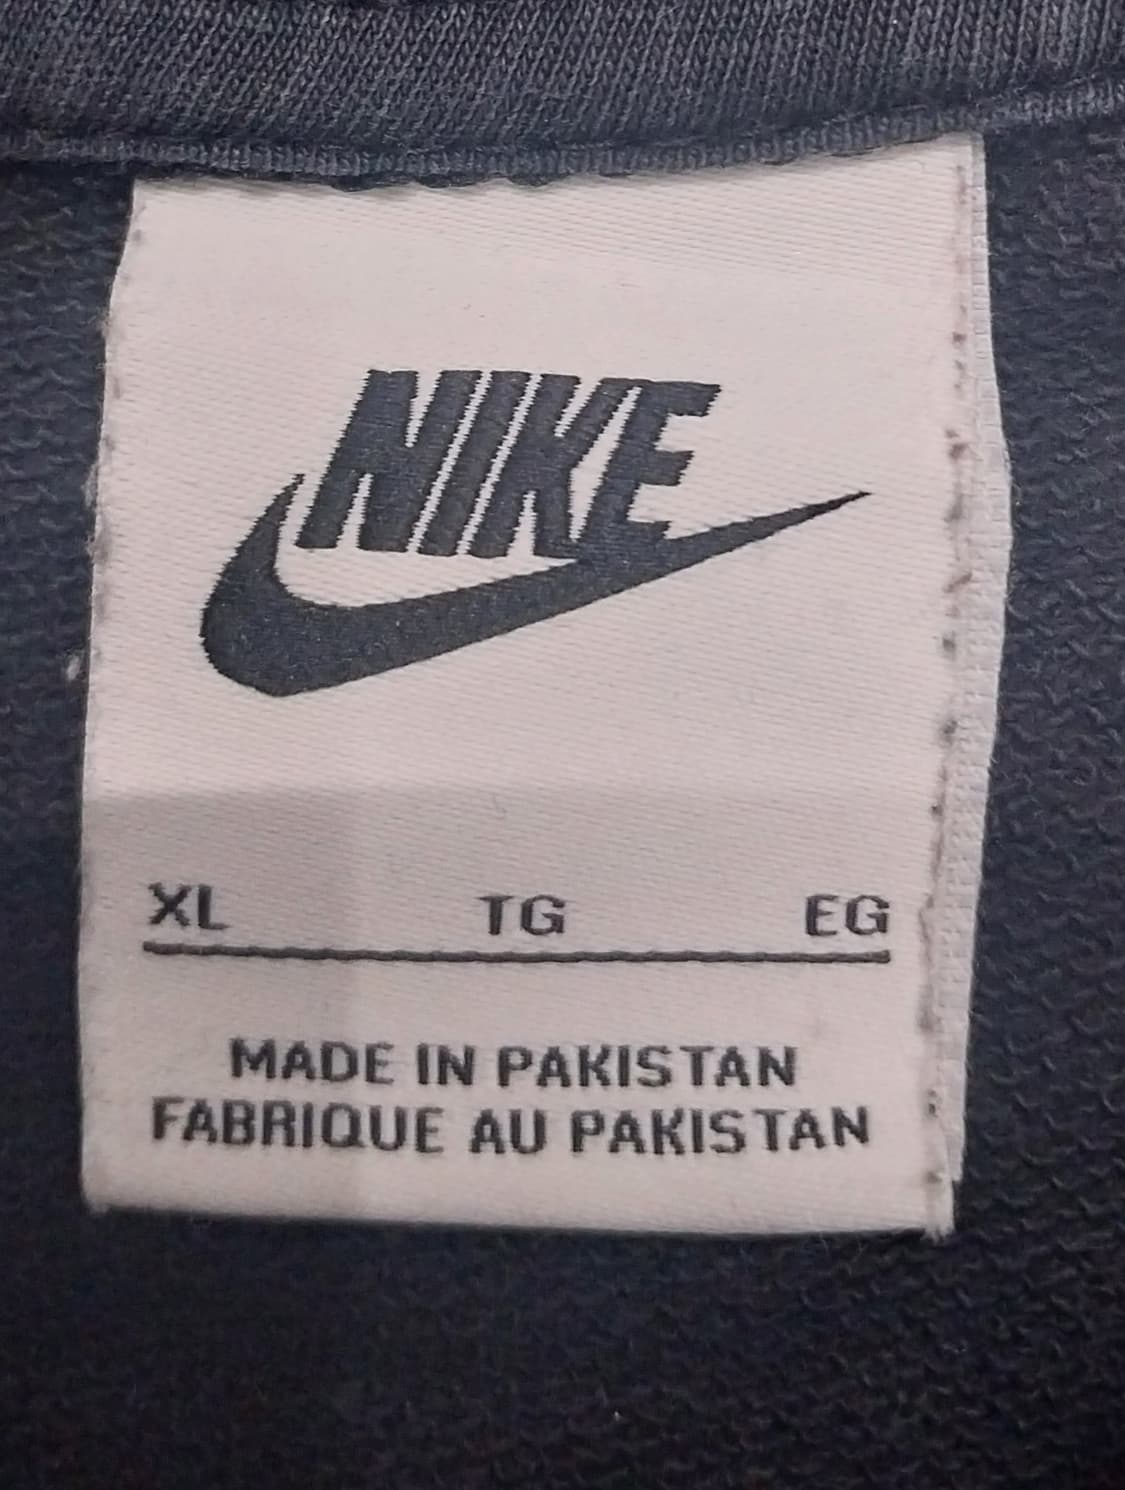 NIKE
XL TG EG
MADE IN PAKISTAN
FABRIQUE AU PAKISTAN